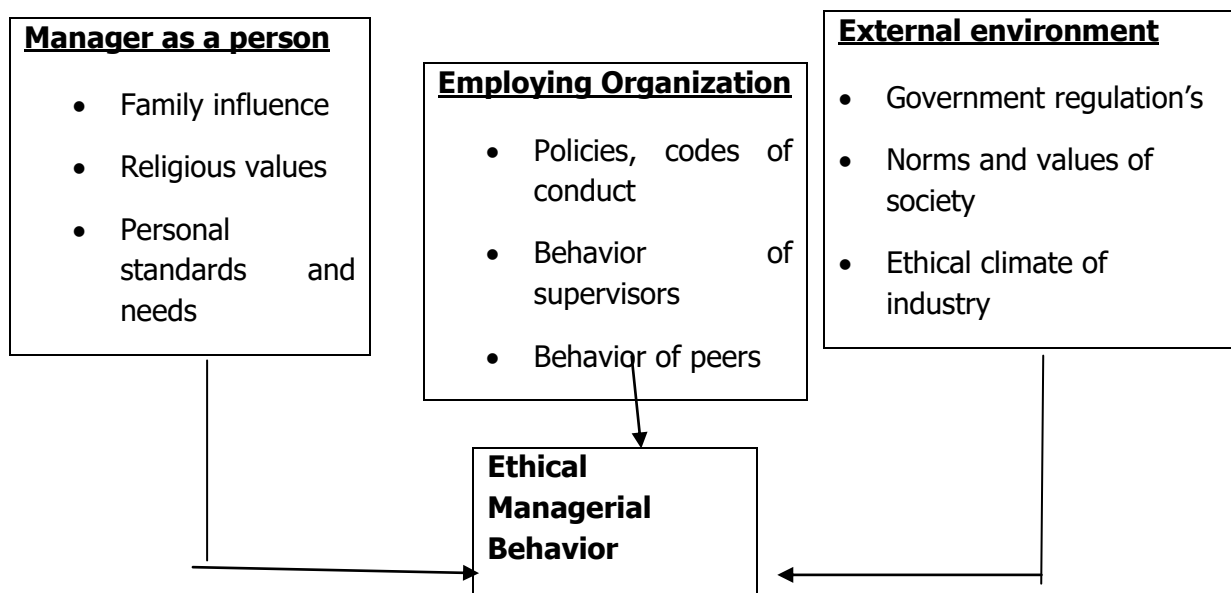 Manager as a person
• Family influence
• Religious values
• Personal
standards and
needs
Employing Organization
• Policies, codes of
conduct
• Behavior of
supervisors
• Behavior of peers
External environment
• Government regulation's
• Norms and values of
society
• Ethical climate of
industry
Ethical
Managerial
Behavior